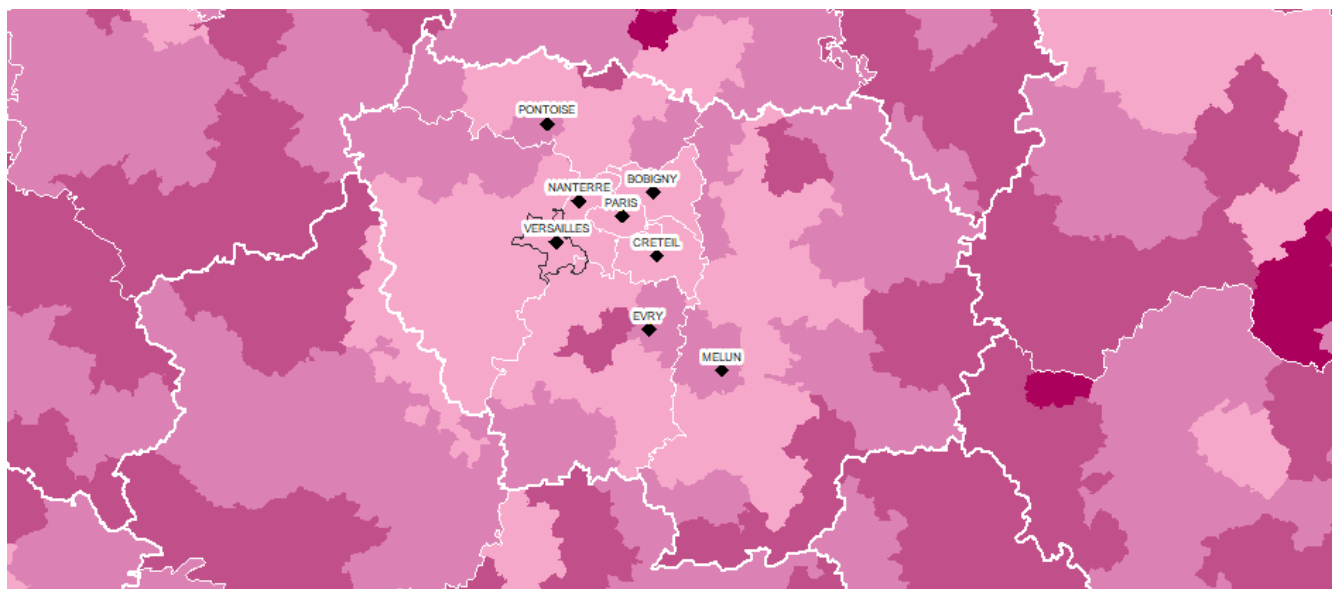 PONTOISE
BOBIGNY
NANTERRE
PARIS
VERSAILLES
CRETEIL
EVRY
MELUN